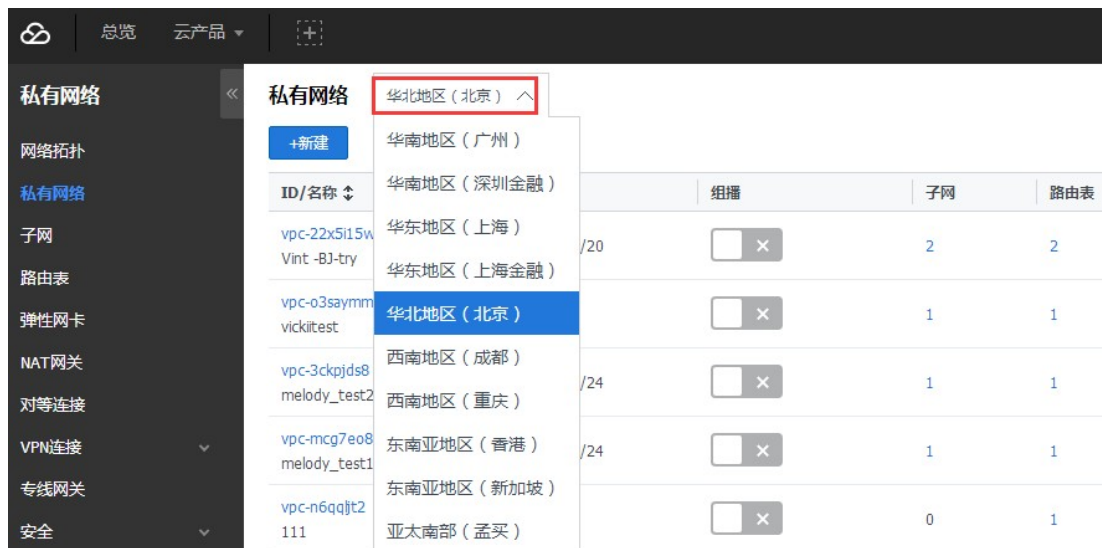 总览 云产品
私有网络
网络拓扑
私有网络
子网
路由表
弹性网卡
NAT网关
对等连接
VPN连接
专线网关
安全
私有网络 华北地区（北京）
+新建
华南地区（广州）
华南地区（深圳金融）
华东地区（上海）
华东地区（上海金融）
华北地区（北京）
西南地区（成都）
西南地区（重庆）
东南亚地区（香港）
东南亚地区（新加坡）
亚太南部（孟买）
ID/名称 组播 子网 路由表
vpc-22x5i15w /20 2 2
Vint -BJ-try
vpc-o3saymm 1 1
vickiitest
vpc-3ckpjds8 /24 1 1
melody_test2
vpc-mcg7eo8 /24 1 1
melody_test1
vpc-n6qqljt2 0 1
111